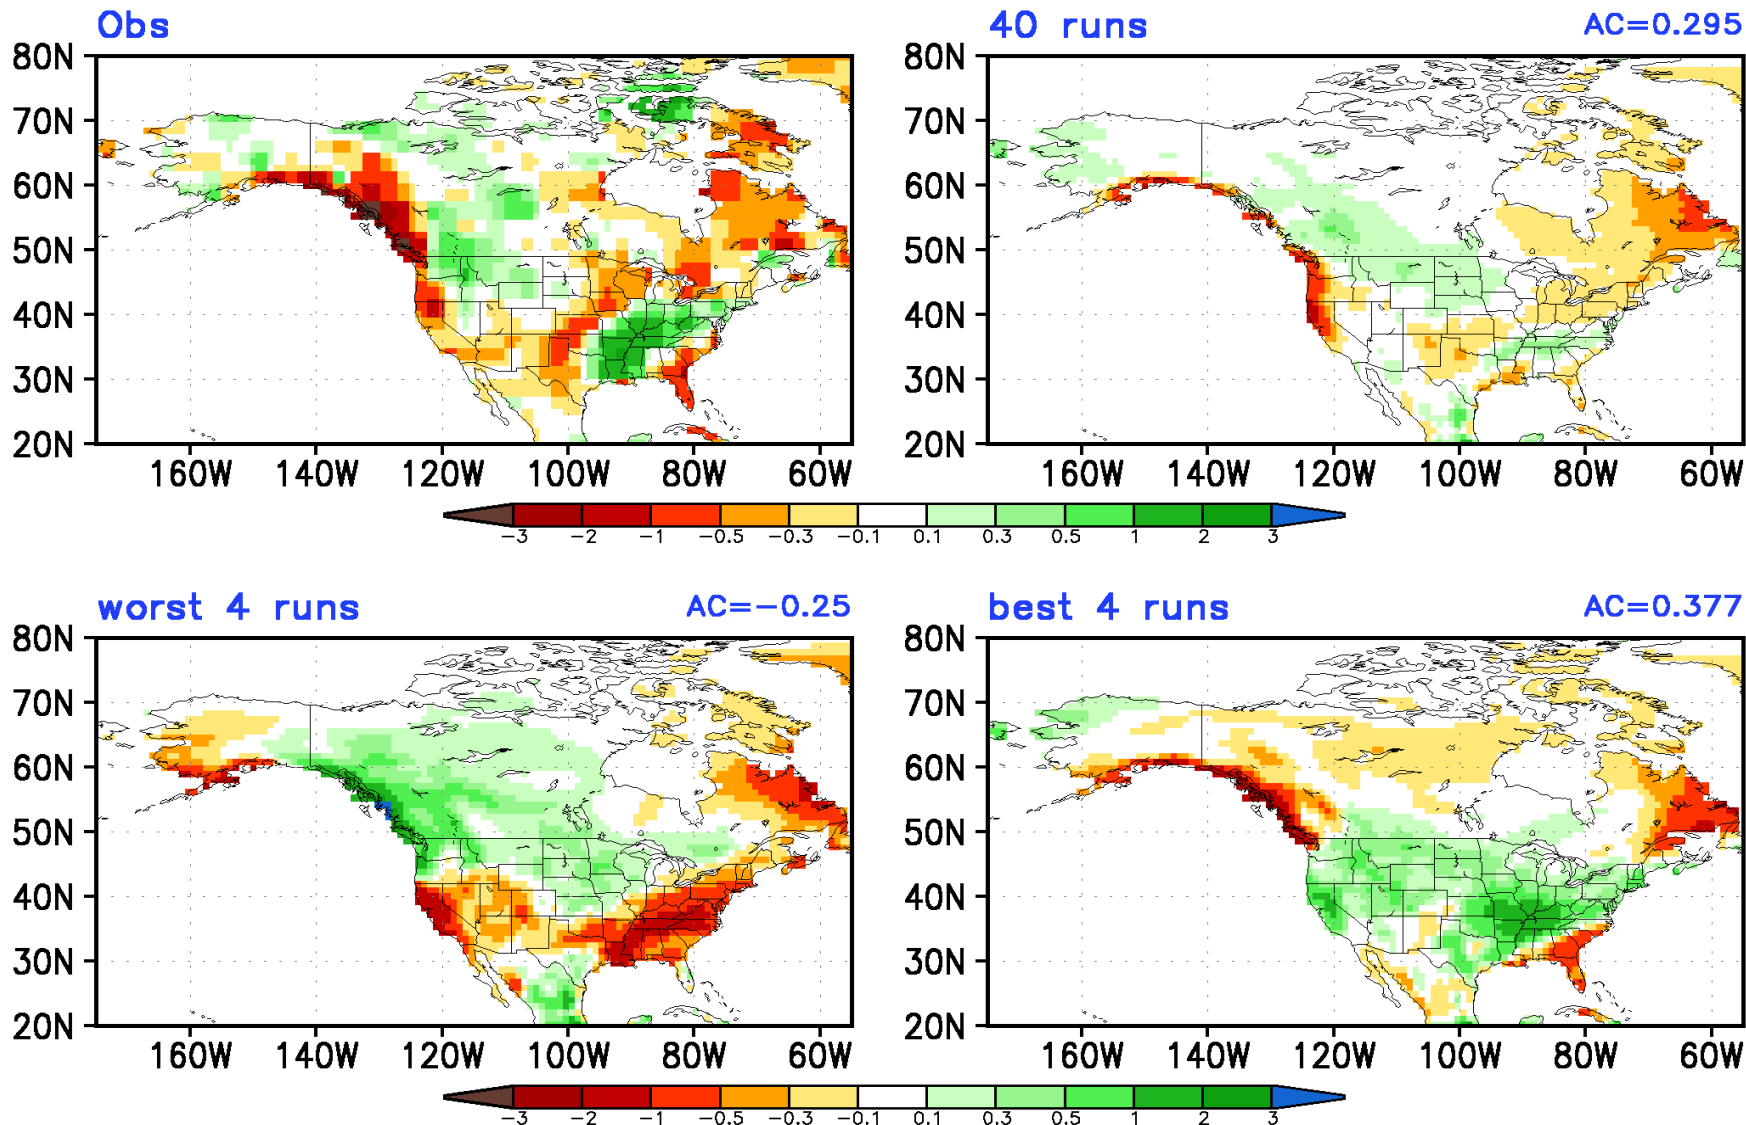 Obs
40 runs AC=0.295
80N 80N
70N 70N
60N 60N
50N 50N
40N 40N
30N 30N
20N 20N
160W 140W 120W 100W 80W 60W 160W 140W 120W 100W 80W 60W
-3 -2 -1 -0.5 -0.3 -0.1 0.1 0.3 0.5 1 2 3
worst 4 runs AC=-0.25
best 4 runs AC=0.377
80N 80N
70N 70N
60N 60N
50N 50N
40N 40N
30N 30N
20N 20N
160W 140W 120W 100W 80W 60W 160W 140W 120W 100W 80W 60W
-3 -2 -1 -0.5 -0.3 -0.1 0.1 0.3 0.5 1 2 3